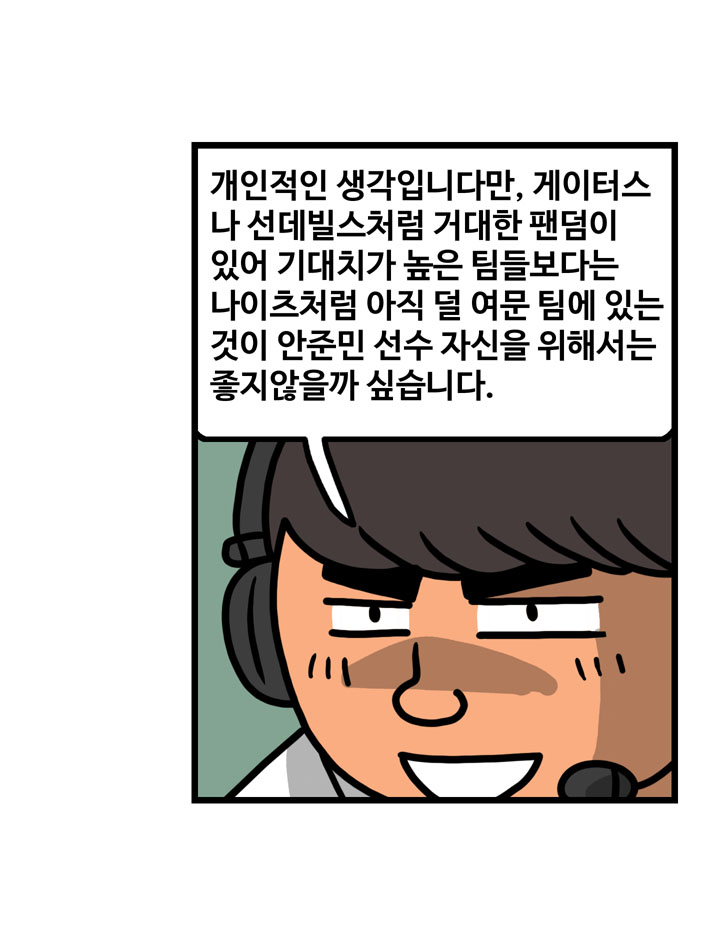 개인적인 생각입니다만, 게이터스
나 선데빌스처럼 거대한 팬덤이
있어 기대치가 높은 팀들보다는
나이츠처럼 아직 덜 여문 팀에 있는
것이 안준민 선수 자신을 위해서는
좋지않을까 싶습니다.